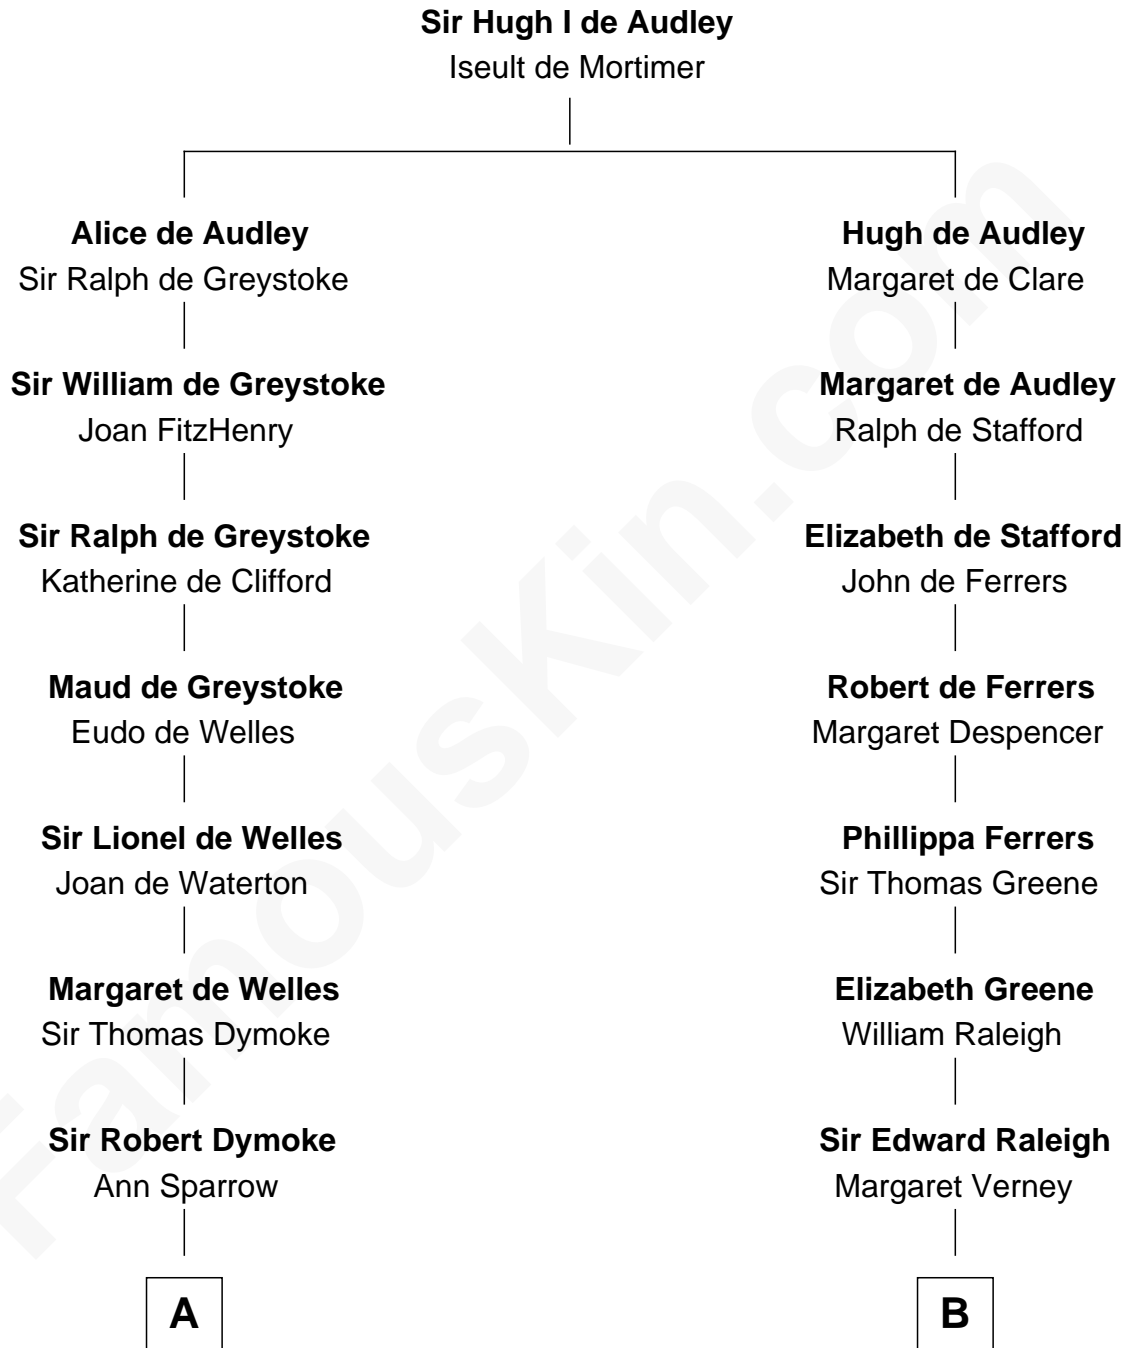 Sir Hugh I de Audley
Iseult de Mortimer
Alice de Audley
Sir Ralph de Greystoke
Hugh de Audley
Margaret de Clare
Sir William de Greystoke
Joan FitzHenry
Margaret de Audley
Ralph de Stafford
Sir Ralph de Greystoke
Katherine de Clifford
Elizabeth de Stafford
John de Ferrers
Maud de Greystoke
Eudo de Welles
Robert de Ferrers
Margaret Despencer
Sir Lionel de Welles
Joan de Waterton
Phillippa Ferrers
Sir Thomas Greene
Margaret de Welles
Sir Thomas Dymoke
Elizabeth Greene
William Raleigh
Sir Robert Dymoke
Ann Sparrow
Sir Edward Raleigh
Margaret Verney
A
B
FamousKin.com